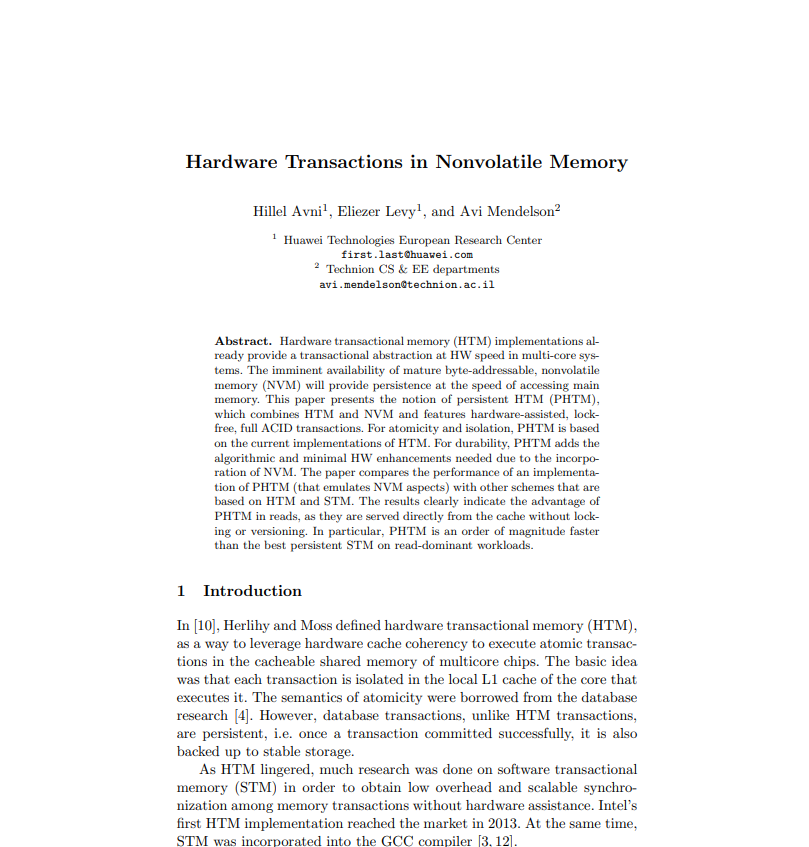 Hardware Transactions in Nonvolatile Memory
Hillel Avni1, Eliezer Levy1, and Avi Mendelson2
1 Huawei Technologies European Research Center
first.last@huawei.com
2 Technion CS & EE departments
avi.mendelson@technion.ac.il
Abstract. Hardware transactional memory (HTM) implementations al-
ready provide a transactional abstraction at HW speed in multi-core sys-
tems. The imminent availability of mature byte-addressable, nonvolatile
memory (NVM) will provide persistence at the speed of accessing main
memory. This paper presents the notion of persistent HTM (PHTM),
which combines HTM and NVM and features hardware-assisted, lock-
free, full ACID transactions. For atomicity and isolation, PHTM is based
on the current implementations of HTM. For durability, PHTM adds the
algorithmic and minimal HW enhancements needed due to the incorpo-
ration of NVM. The paper compares the performance of an implementa-
tion of PHTM (that emulates NVM aspects) with other schemes that are
based on HTM and STM. The results clearly indicate the advantage of
PHTM in reads, as they are served directly from the cache without lock-
ing or versioning. In particular, PHTM is an order of magnitude faster
than the best persistent STM on read-dominant workloads.
1 Introduction
In [10], Herlihy and Moss defined hardware transactional memory (HTM),
as a way to leverage hardware cache coherency to execute atomic transac-
tions in the cacheable shared memory of multicore chips. The basic idea
was that each transaction is isolated in the local L1 cache of the core that
executes it. The semantics of atomicity were borrowed from the database
research [4]. However, database transactions, unlike HTM transactions,
are persistent, i.e. once a transaction committed successfully, it is also
backed up to stable storage.
As HTM lingered, much research was done on software transactional
memory (STM) in order to obtain low overhead and scalable synchro-
nization among memory transactions without hardware assistance. Intel's
first HTM implementation reached the market in 2013. At the same time,
STM was incorporated into the GCC compiler [3, 12].